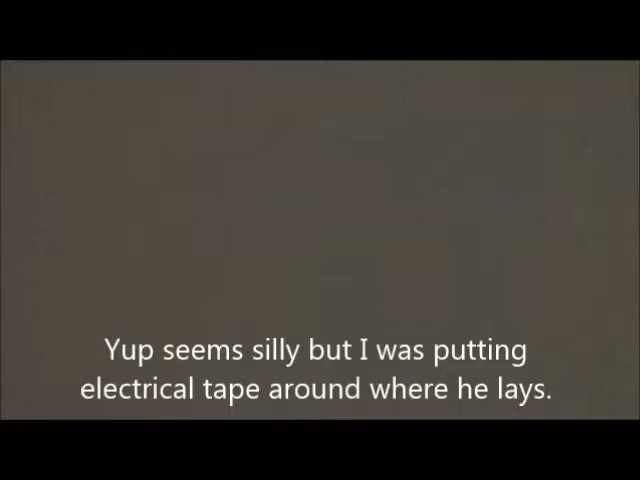 Yup seems silly but I was putting
electrical tape around where he lays.